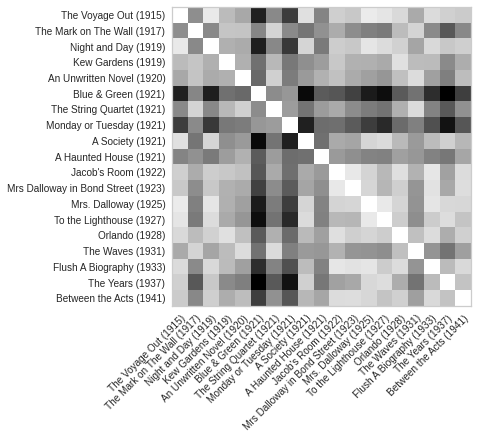 The Voyage Out (1915)
The Mark on The Wall (1917)
Night and Day (1919)
Kew Gardens (1919)
An Unwritten Novel (1920)
Blue & Green (1921)
The String Quartet (1921)
Monday or Tuesday (1921)
A Society (1921)
A Haunted House (1921)
Jacob's Room (1922)
Mrs Dalloway in Bond Street (1923)
Mrs. Dalloway (1925)
To the Lighthouse (1927)
Orlando (1928)
The Waves (1931)
Flush A Biography (1933)
The Years (1937)
Between the Acts (1941)
The Voyage Out (1915)
The Mark on The Wall (1917)
Night and Day (1919)
Kew Gardens (1919)
An Unwritten Novel (1920)
Blue & Green (1921)
The String Quartet (1921)
Monday or Tuesday (1921)
A Society (1921)
A Haunted House (1921)
Jacob's Room (1922)
Mrs Dalloway in Bond Street (1923)
Mrs. Dalloway (1925)
To the Lighthouse (1927)
Orlando (1928)
The Waves (1931)
Flush A Biography (1933)
The Years (1937)
Between the Acts (1941)